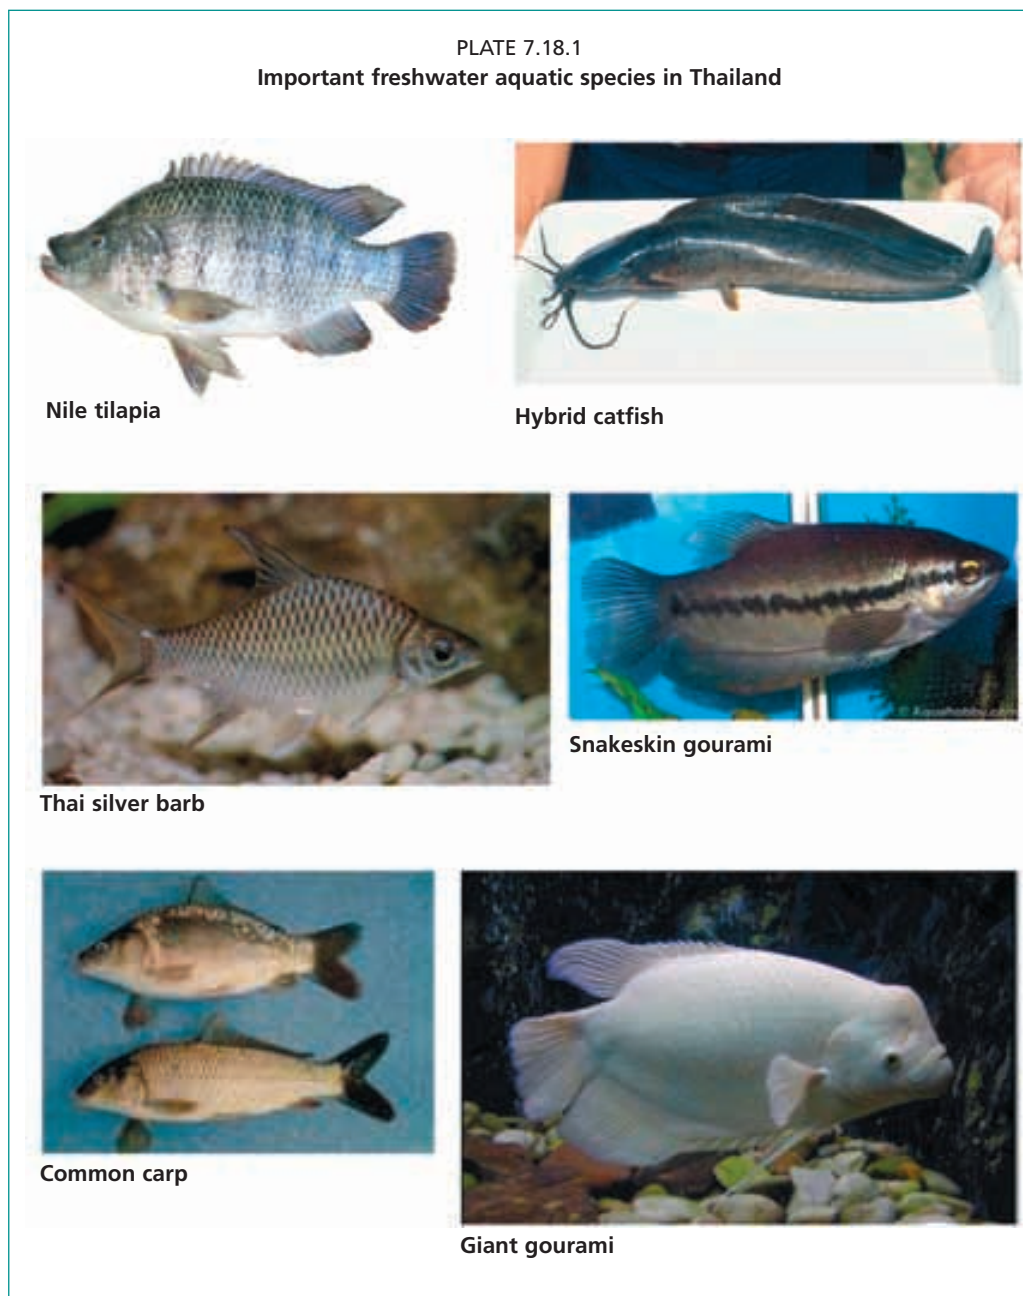 PLATE 7.18.1
Important freshwater aquatic species in Thailand
Nile tilapia
Hybrid catfish
Thai silver barb
Snakeskin gourami
Common carp
Giant gourami